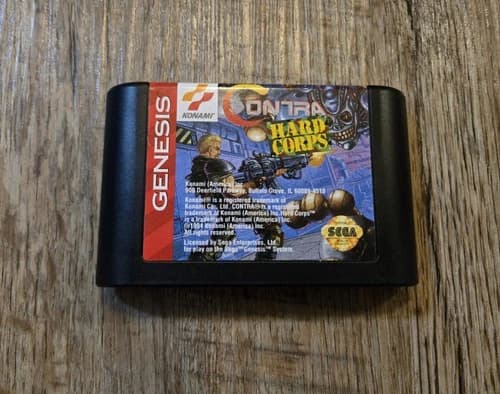 GENESIS
KONAMI
CONTRA
HARD
CORPS
Konami (America) Inc.
900 Deerfield Parkway, Buffalo Grove, IL 60089-4510
Konami® is a registered trademark of
Konami Co., Ltd. CONTRA® is a registered
trademark of Konami (America) Inc. Hard Corps™
is a trademark of Konami (America) Inc.
©1994 Konami (America) Inc.
All rights reserved.
Licensed by Sega Enterprises, Ltd.
for play on the Sega™ Genesis™ System.
SEGA